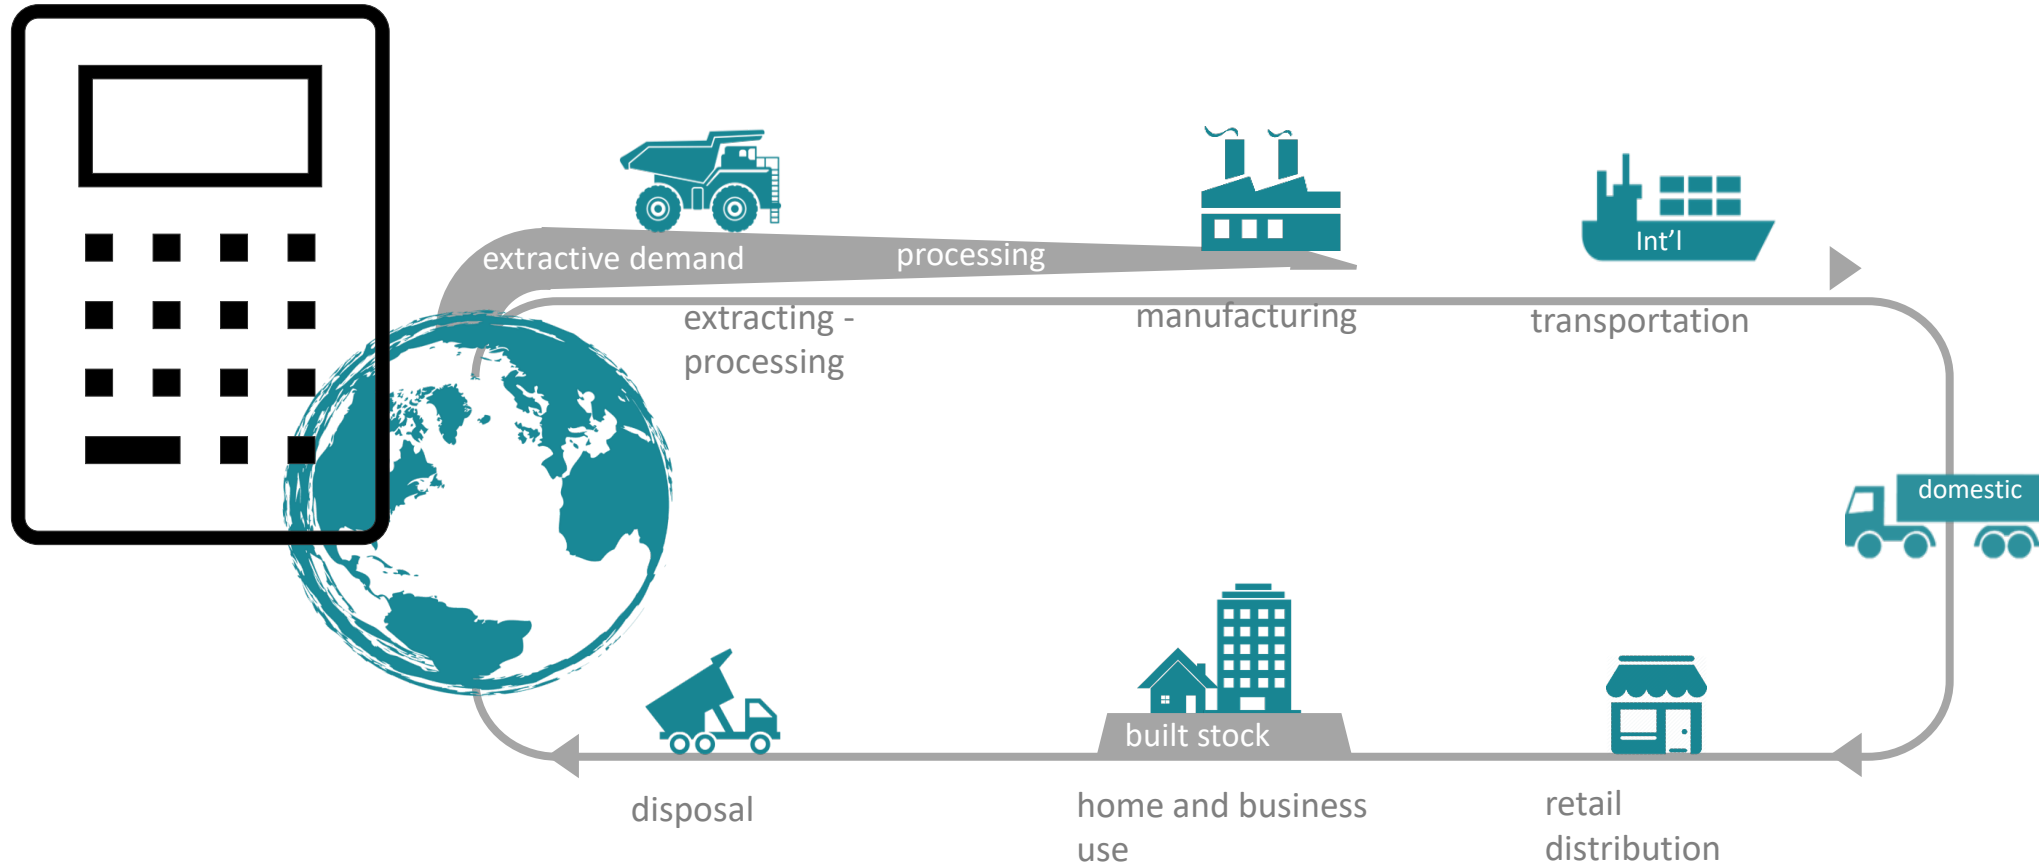 extractive demand
processing
Int'l
extracting -
processing
manufacturing
transportation
domestic
built stock
disposal
home and business
use
retail
distribution